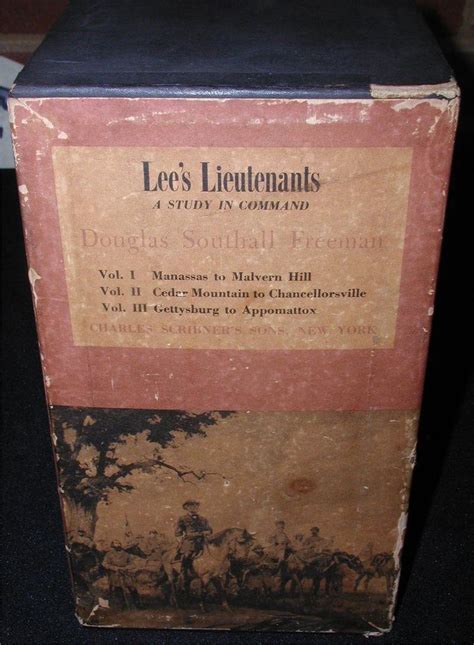 Lee's Lieutenants
A STUDY IN COMMAND
Douglas Southall Freeman
Vol. I Manassas to Malvern Hill
Vol. II Cedar Mountain to Chancellorsville
Vol. III Gettysburg to Appomattox
CHARLES SCRIBNER'S SONS, NEW YORK